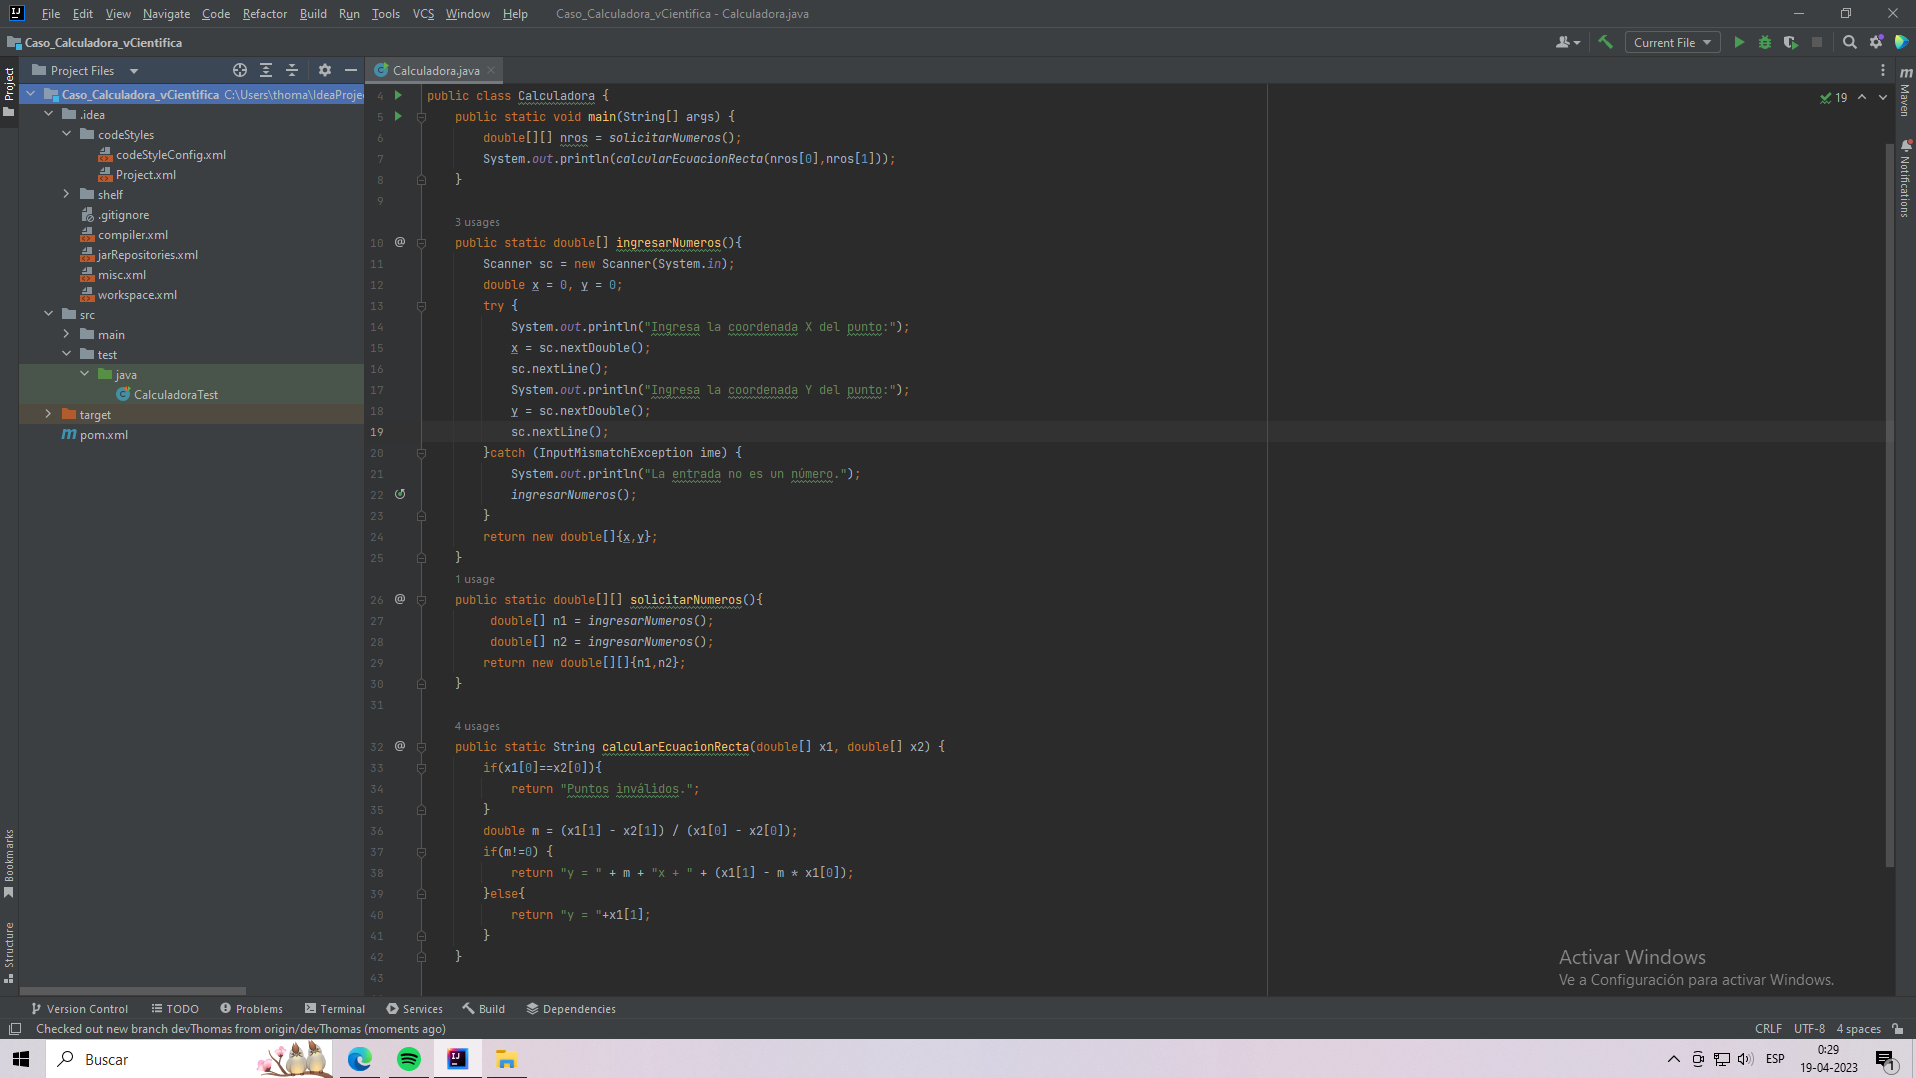 File Edit View Navigate Code Refactor Build Run Tools VCS Window Help Caso_Calculadora_vCientifica - Calculadora.java
Caso_Calculadora_vCientifica
Current File
Project Files
Calculadora.java
Project
Caso_Calculadora_vCientifica C:\Users\thoma\IdeaProje
.idea
codeStyles
codeStyleConfig.xml
Project.xml
shelf
.gitignore
compiler.xml
jarRepositories.xml
misc.xml
workspace.xml
src
main
test
java
CalculadoraTest
target
pom.xml
Bookmarks
Structure
4 public class Calculadora {
5 public static void main(String[] args) {
6 double[][] nros = solicitarNumeros();
7 System.out.println(calcularEcuacionRecta(nros[0],nros[1]));
8 }
9
3 usages
10 @ public static double[] ingresarNumeros(){
11 Scanner sc = new Scanner(System.in);
12 double x = 0, y = 0;
13 try {
14 System.out.println("Ingresa la coordenada X del punto:");
15 x = sc.nextDouble();
16 sc.nextLine();
17 System.out.println("Ingresa la coordenada Y del punto:");
18 y = sc.nextDouble();
19 sc.nextLine();
20 }catch (InputMismatchException ime) {
21 System.out.println("La entrada no es un número.");
22 ingresarNumeros();
23 }
24 return new double[]{x,y};
25 }
1 usage
26 @ public static double[][] solicitarNumeros(){
27 double[] n1 = ingresarNumeros();
28 double[] n2 = ingresarNumeros();
29 return new double[][]{n1,n2};
30 }
31
4 usages
32 @ public static String calcularEcuacionRecta(double[] x1, double[] x2) {
33 if(x1[0]==x2[0]){
34 return "Puntos inválidos.";
35 }
36 double m = (x1[1] - x2[1]) / (x1[0] - x2[0]);
37 if(m!=0) {
38 return "y = " + m + "x + " + (x1[1] - m * x1[0]);
39 }else{
40 return "y = "+x1[1];
41 }
42 }
43
19
Maven
Notifications
Activar Windows
Ve a Configuración para activar Windows.
Version Control TODO Problems Terminal Services Build Dependencies
Checked out new branch devThomas from origin/devThomas (moments ago) CRLF UTF-8 4 spaces
Buscar
ESP
0:29
19-04-2023
1